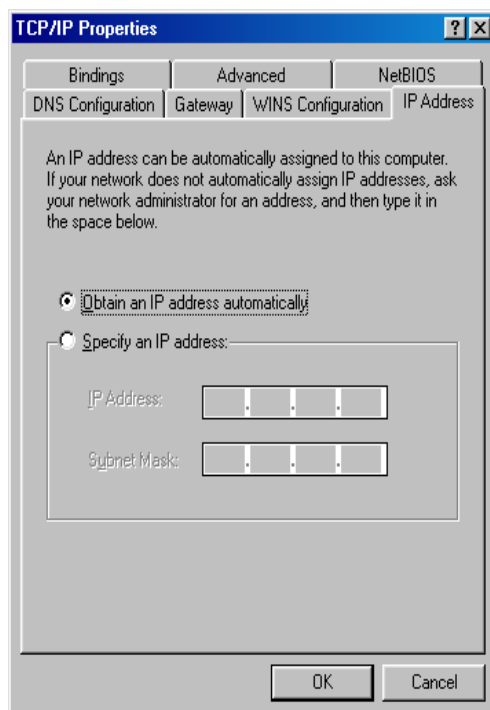 TCP/IP Properties
? X
Bindings Advanced NetBIOS
DNS Configuration Gateway WINS Configuration IP Address
An IP address can be automatically assigned to this computer.
If your network does not automatically assign IP addresses, ask
your network administrator for an address, and then type it in
the space below.
Obtain an IP address automatically
Specify an IP address:
IP Address: . . .
Subnet Mask: . . .
OK Cancel